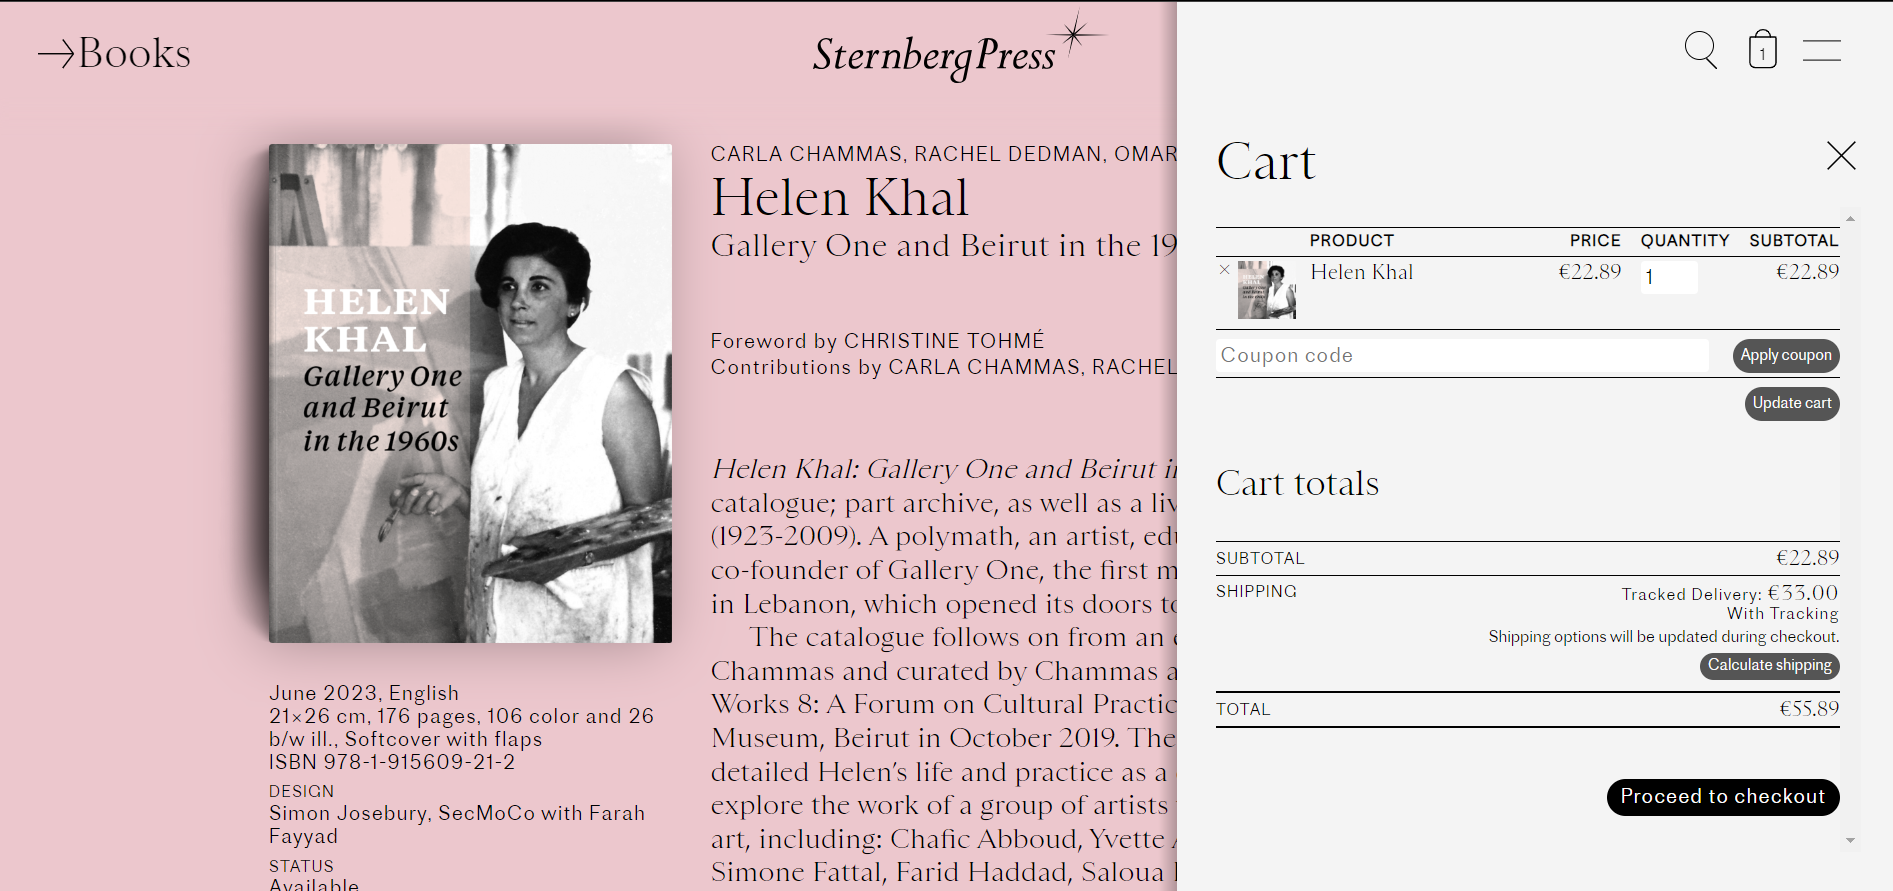 →Books
Sternberg Press
1
HELEN
KHAL
Gallery One
and Beirut
in the 1960s
June 2023, English
21×26 cm, 176 pages, 106 color and 26
b/w ill., Softcover with flaps
ISBN 978-1-915609-21-2
DESIGN
Simon Josebury, SecMoCo with Farah
Fayyad
STATUS
Available
CARLA CHAMMAS, RACHEL DEDMAN, OMAR
Helen Khal
Gallery One and Beirut in the 19
Foreword by CHRISTINE TOHMÉ
Contributions by CARLA CHAMMAS, RACHEL
Helen Khal: Gallery One and Beirut in
catalogue; part archive, as well as a liv
(1923-2009). A polymath, an artist, edu
co-founder of Gallery One, the first m
in Lebanon, which opened its doors to
The catalogue follows on from an e
Chammas and curated by Chammas a
Works 8: A Forum on Cultural Practic
Museum, Beirut in October 2019. The
detailed Helen’s life and practice as a
explore the work of a group of artists
art, including: Chafic Abboud, Yvette A
Simone Fattal, Farid Haddad, Saloua
Cart
PRODUCT PRICE QUANTITY SUBTOTAL
× Helen Khal €22.89 1 €22.89
Coupon code Apply coupon
Update cart
Cart totals
SUBTOTAL €22.89
SHIPPING Tracked Delivery: €33.00
With Tracking
Shipping options will be updated during checkout.
Calculate shipping
TOTAL €55.89
Proceed to checkout